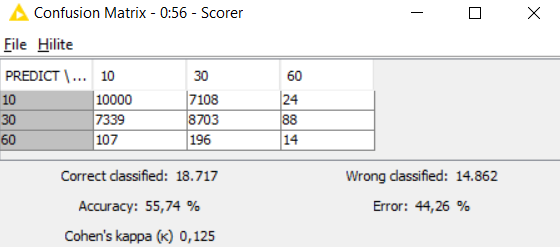 Confusion Matrix - 0:56 - Scorer
File Hilite
PREDICT \ ... 10 30 60
10 10000 7108 24
30 7339 8703 88
60 107 196 14
Correct classified: 18.717 Wrong classified: 14.862
Accuracy: 55,74 % Error: 44,26 %
Cohen's kappa (κ) 0,125